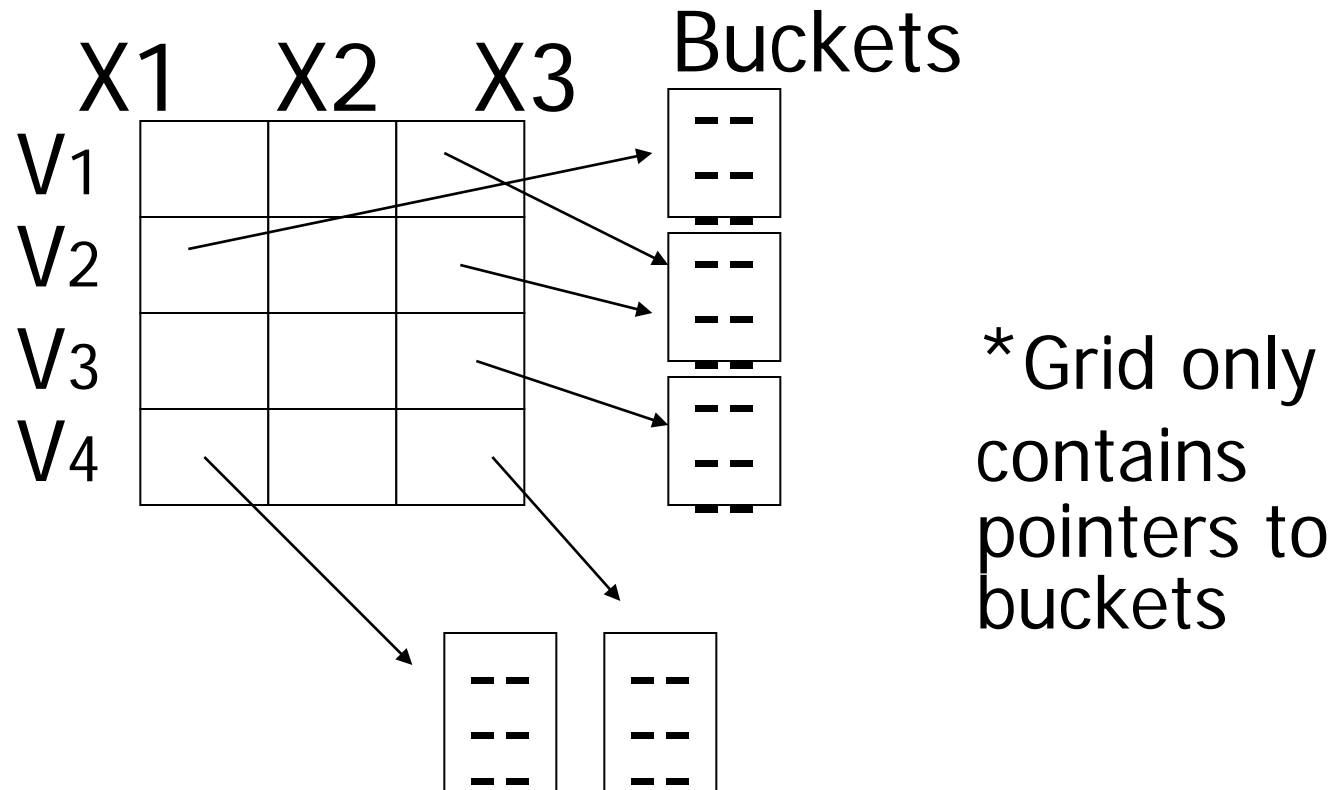 Buckets
X1 X2 X3
V1
V2
V3
V4
*Grid only
contains
pointers to
buckets